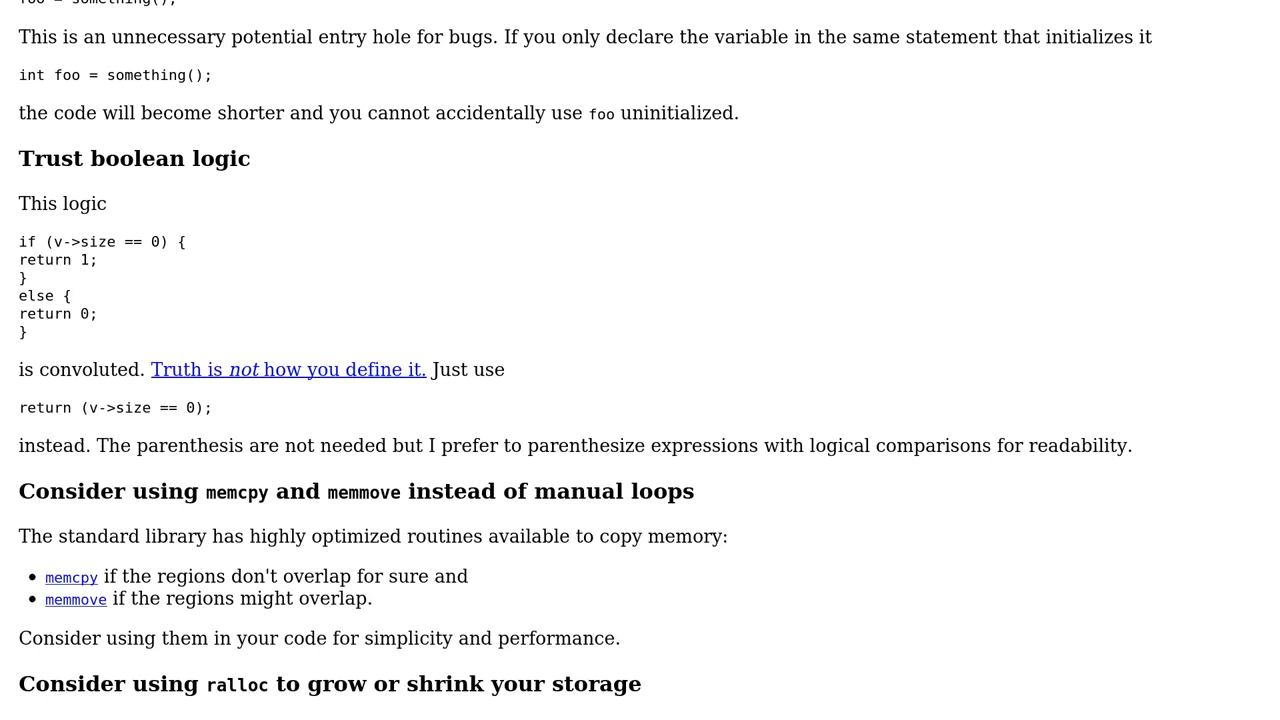 foo = something();
This is an unnecessary potential entry hole for bugs. If you only declare the variable in the same statement that initializes it
int foo = something();
the code will become shorter and you cannot accidentally use foo uninitialized.
Trust boolean logic
This logic
if (v->size == 0) {
return 1;
}
else {
return 0;
}
is convoluted. Truth is not how you define it. Just use
return (v->size == 0);
instead. The parenthesis are not needed but I prefer to parenthesize expressions with logical comparisons for readability.
Consider using memcpy and memmove instead of manual loops
The standard library has highly optimized routines available to copy memory:
• memcpy if the regions don't overlap for sure and
• memmove if the regions might overlap.
Consider using them in your code for simplicity and performance.
Consider using ralloc to grow or shrink your storage